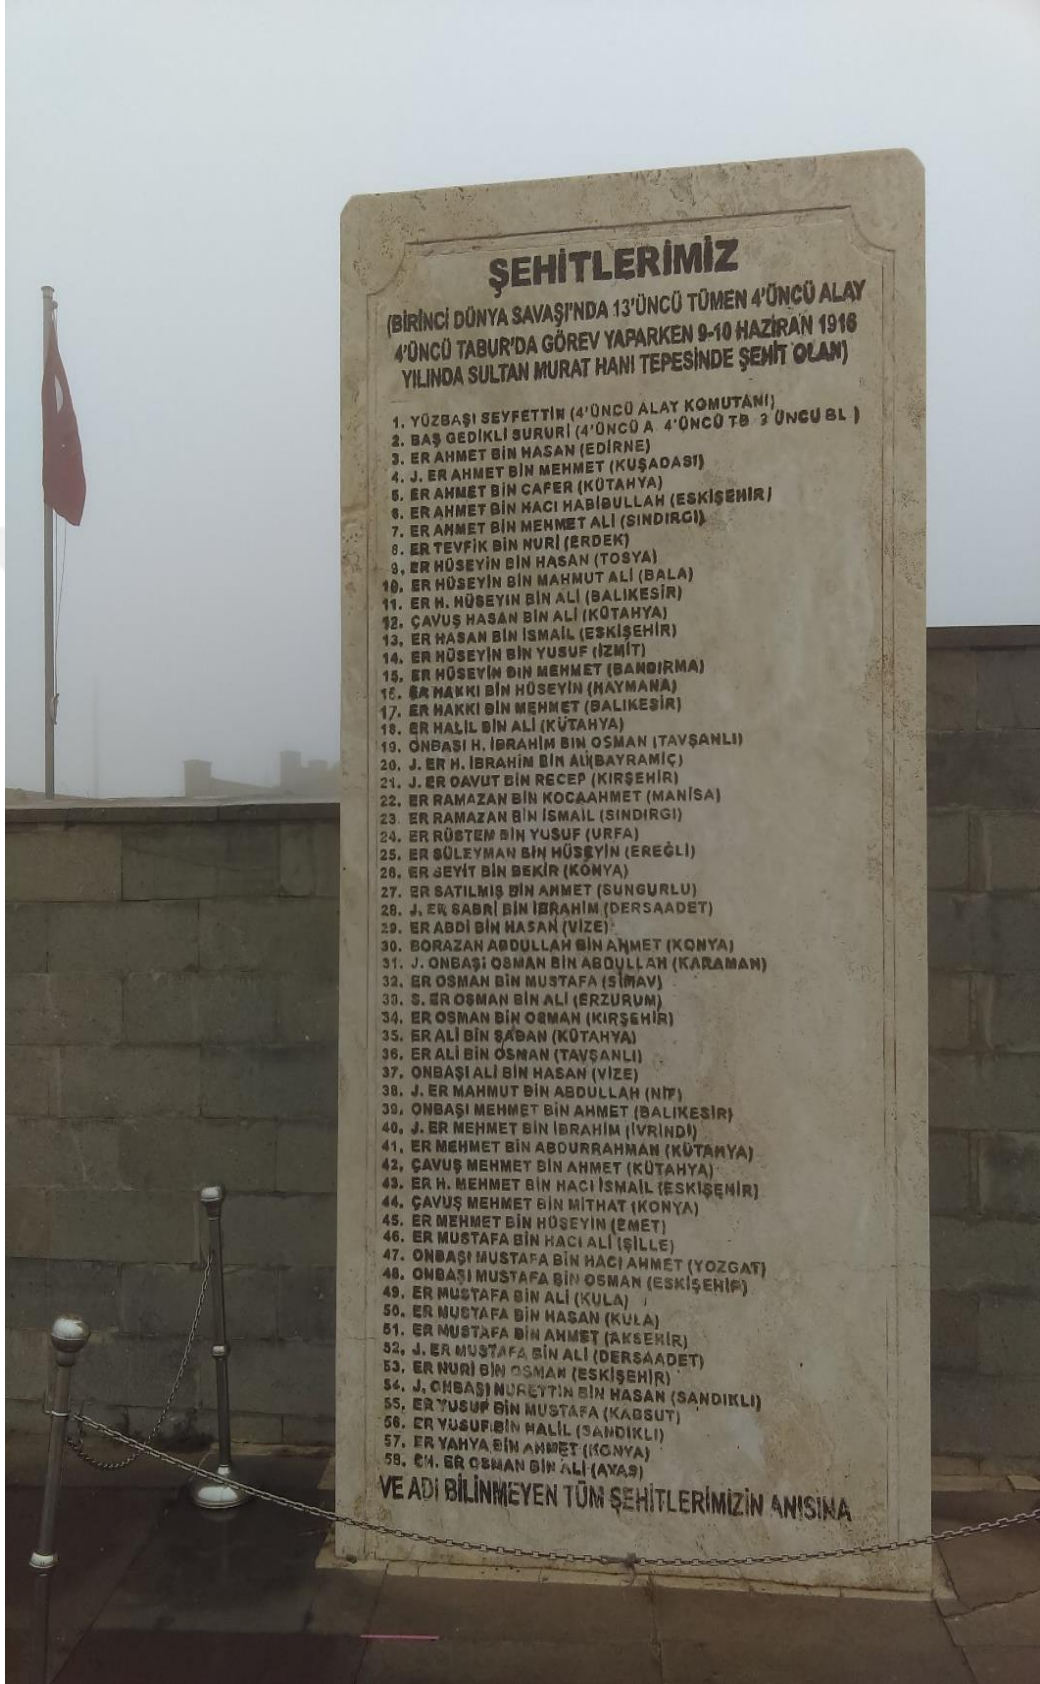 ŞEHİTLERİMİZ
(BİRİNCİ DÜNYA SAVAŞI'NDA 13'ÜNCÜ TÜMEN 4'ÜNCÜ ALAY
4'ÜNCÜ TABUR'DA GÖREV YAPARKEN 9-10 HAZİRAN 1916
YILINDA SULTAN MURAT HANI TEPESİNDE ŞEHİT OLAN)
1. YÜZBAŞI SEYFETTİN (4'ÜNCÜ ALAY KOMUTANI)
2. BAŞ GEDİKLİ SURURİ (4'ÜNCÜ A. 4'ÜNCÜ TB. 3'ÜNCÜ BL.)
3. ER AHMET BİN HASAN (EDİRNE)
4. J. ER AHMET BİN MEHMET (KUŞADASI)
5. ER AHMET BİN CAFER (KÜTAHYA)
6. ER AHMET BİN HACI HABİBULLAH (ESKİŞEHİR)
7. ER AHMET BİN MEHMET ALİ (SINDIRGI)
8. ER TEVFİK BİN NURİ (ERDEK)
9. ER HÜSEYİN BİN HASAN (TOSYA)
10. ER HÜSEYİN BİN MAHMUT ALİ (BALA)
11. ER H. HÜSEYIN BİN ALİ (BALIKESİR)
12. ÇAVUŞ HASAN BİN ALİ (KÜTAHYA)
13. ER HASAN BİN İSMAİL (ESKİŞEHİR)
14. ER HÜSEYİN BİN YUSUF (İZMİT)
15. ER HÜSEYİN BİN MEHMET (BANDIRMA)
16. ER HAKKI BİN HÜSEYİN (HAYMANA)
17. ER HAKKI BİN MEHMET (BALIKESİR)
18. ER HALİL BİN ALİ (KÜTAHYA)
19. ONBAŞI H. İBRAHİM BİN OSMAN (TAVŞANLI)
20. J. ER H. İBRAHİM BİN ALİ(BAYRAMİÇ)
21. J. ER DAVUT BİN RECEP (KIRŞEHİR)
22. ER RAMAZAN BİN KOCAAHMET (MANİSA)
23. ER RAMAZAN BİN İSMAİL (SINDIRGI)
24. ER RÜSTEM BİN YUSUF (URFA)
25. ER SÜLEYMAN BİN HÜSEYİN (EREĞLİ)
26. ER SEYİT BİN BEKİR (KONYA)
27. ER SATILMIŞ BİN AHMET (SUNGURLU)
28. J. ER SABRİ BİN İBRAHİM (DERSAADET)
29. ER ABDİ BİN HASAN (VİZE)
30. BORAZAN ABDULLAH BİN AHMET (KONYA)
31. J. ONBAŞI OSMAN BİN ABDULLAH (KARAMAN)
32. ER OSMAN BİN MUSTAFA (SİMAV)
33. S. ER OSMAN BİN ALİ (ERZURUM)
34. ER OSMAN BİN OSMAN (KIRŞEHİR)
35. ER ALİ BİN ŞABAN (KÜTAHYA)
36. ER ALİ BİN OSMAN (TAVŞANLI)
37. ONBAŞI ALİ BİN HASAN (VİZE)
38. J. ER MAHMUT BİN ABDULLAH (NİF)
39. ONBAŞI MEHMET BİN AHMET (BALIKESİR)
40. J. ER MEHMET BİN İBRAHİM (İVRİNDİ)
41. ER MEHMET BİN ABDURRAHMAN (KÜTAHYA)
42. ÇAVUŞ MEHMET BİN AHMET (KÜTAHYA)
43. ER H. MEHMET BİN HACI İSMAİL (ESKİŞEHİR)
44. ÇAVUŞ MEHMET BİN MİTHAT (KONYA)
45. ER MEHMET BİN HÜSEYİN (EMET)
46. ER MUSTAFA BİN HACI ALİ (SİLLE)
47. ONBAŞI MUSTAFA BİN HACI AHMET (YOZGAT)
48. ONBAŞI MUSTAFA BİN OSMAN (ESKİŞEHİR)
49. ER MUSTAFA BİN ALİ (KULA)
50. ER MUSTAFA BİN HASAN (KULA)
51. ER MUSTAFA BİN AHMET (AKSEHİR)
52. J. ER MUSTAFA BİN ALİ (DERSAADET)
53. ER NURİ BİN OSMAN (ESKİŞEHİR)
54. J. ONBAŞI NURETTİN BİN HASAN (SANDIKLI)
55. ER YUSUF BİN MUSTAFA (KABSUT)
56. ER YUSUF BİN HALİL (SANDIKLI)
57. ER YAHYA BİN AHMET (KONYA)
58. ER OSMAN BİN ALİ (AYAS)
VE ADI BİLİNMEYEN TÜM ŞEHİTLERİMİZİN ANISINA